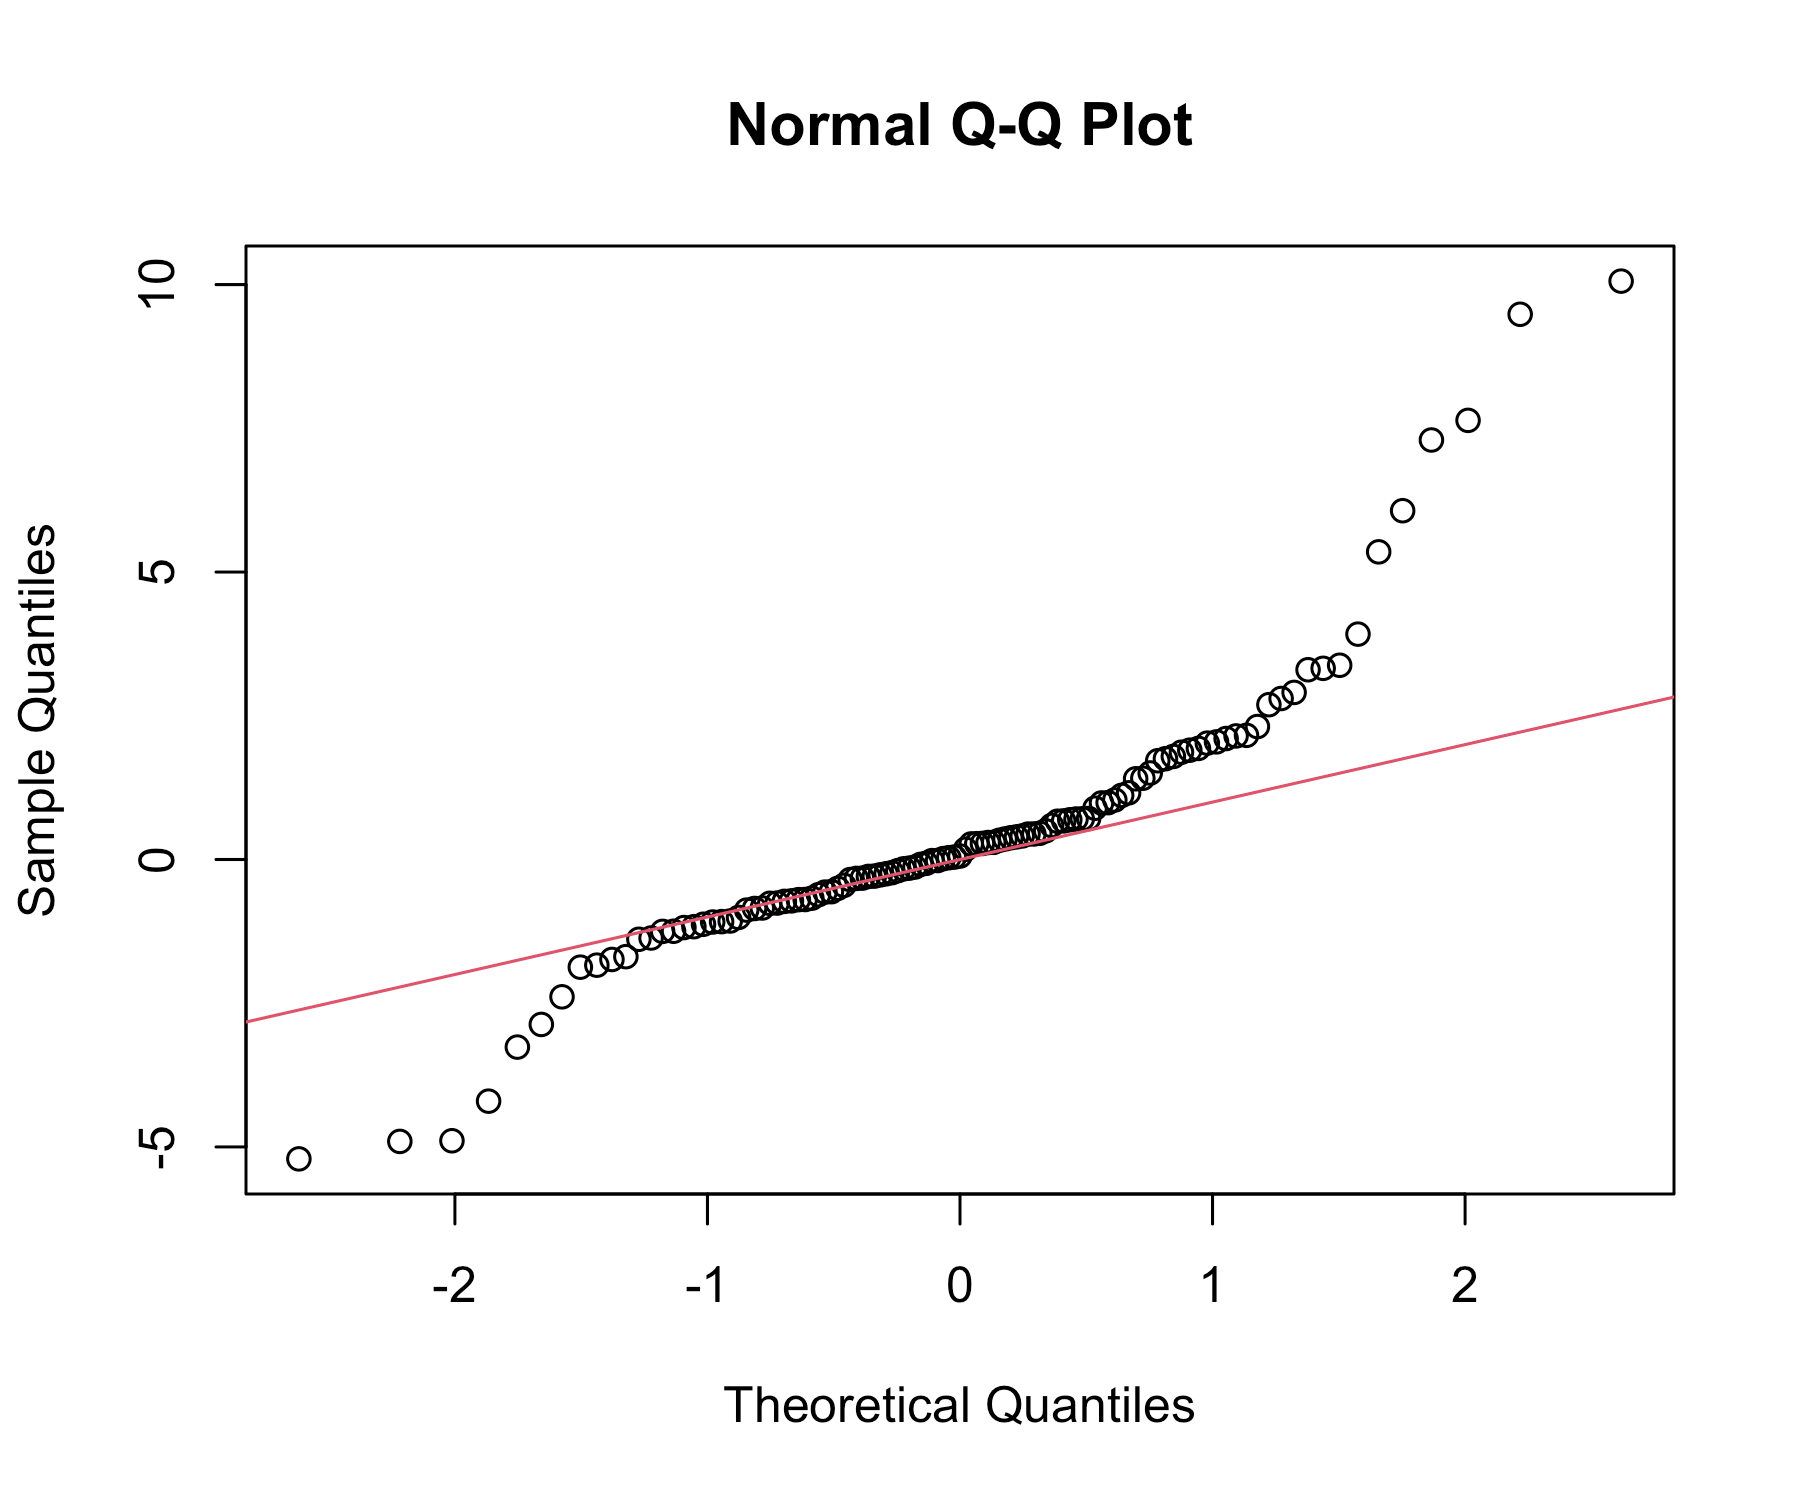 Normal Q-Q Plot
Sample Quantiles
10
5
0
-5
-2 -1 0 1 2
Theoretical Quantiles